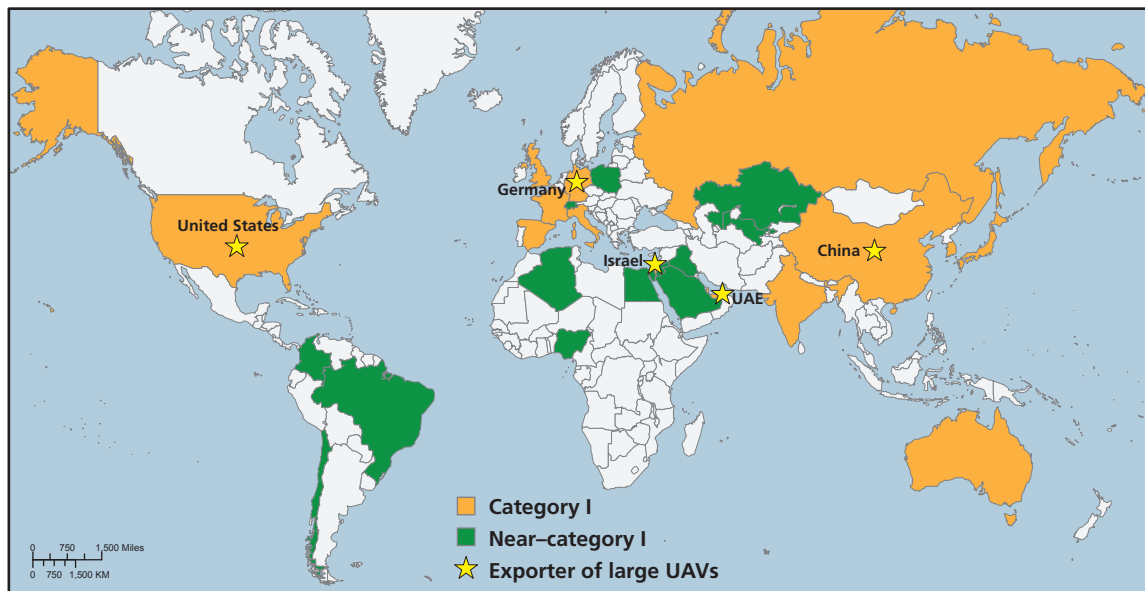 Germany
United States
Israel
China
UAE
Category I
Near–category I
Exporter of large UAVs
0 750 1,500 Miles
0 750 1,500 KM